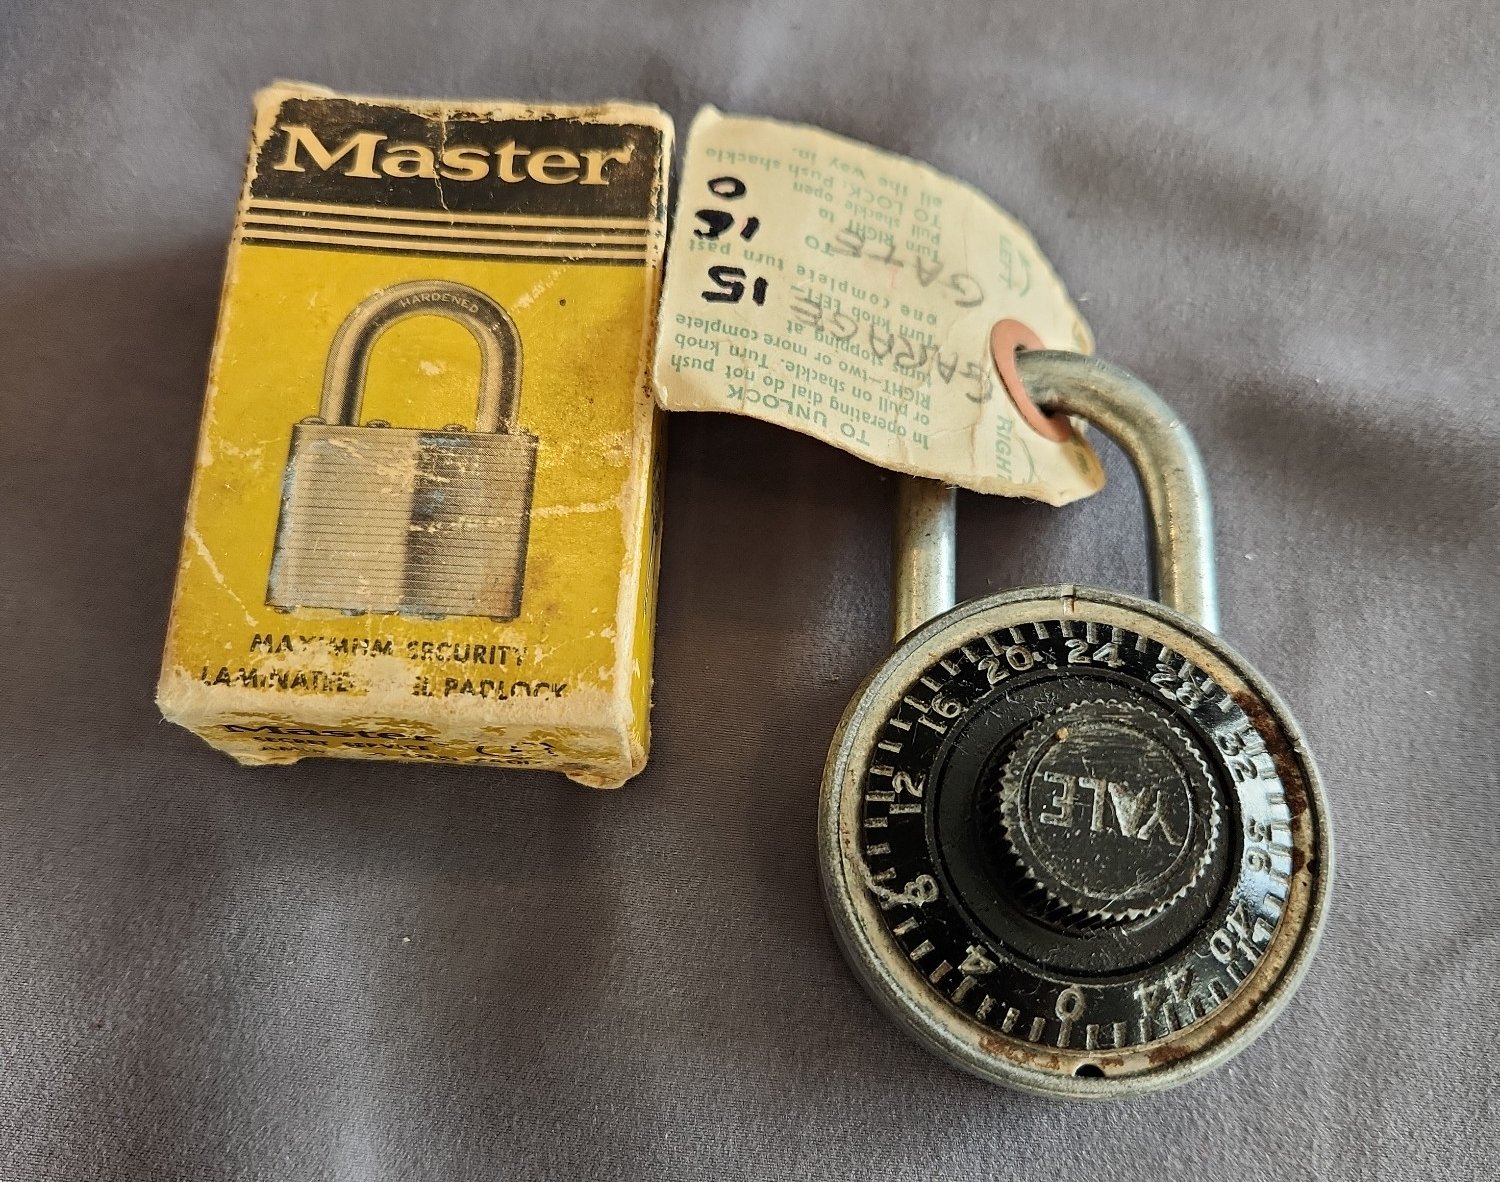 Master
HARDENED
MAXIMUM SECURITY
LAMINATED PADLOCK
Master
RIGHT
LEFT
TO UNLOCK
In operating dial do not push
or pull on shackle. Turn knob
RIGHT—two or more complete
turns stopping at 15
Turn knob LEFT—
one complete turn past
16
Turn RIGHT to 0
Pull shackle open
TO LOCK: Push shackle
all the way in.
GARAGE
GATE
YALE
0 4 8 12 16 20 24 28 32 36 40 44